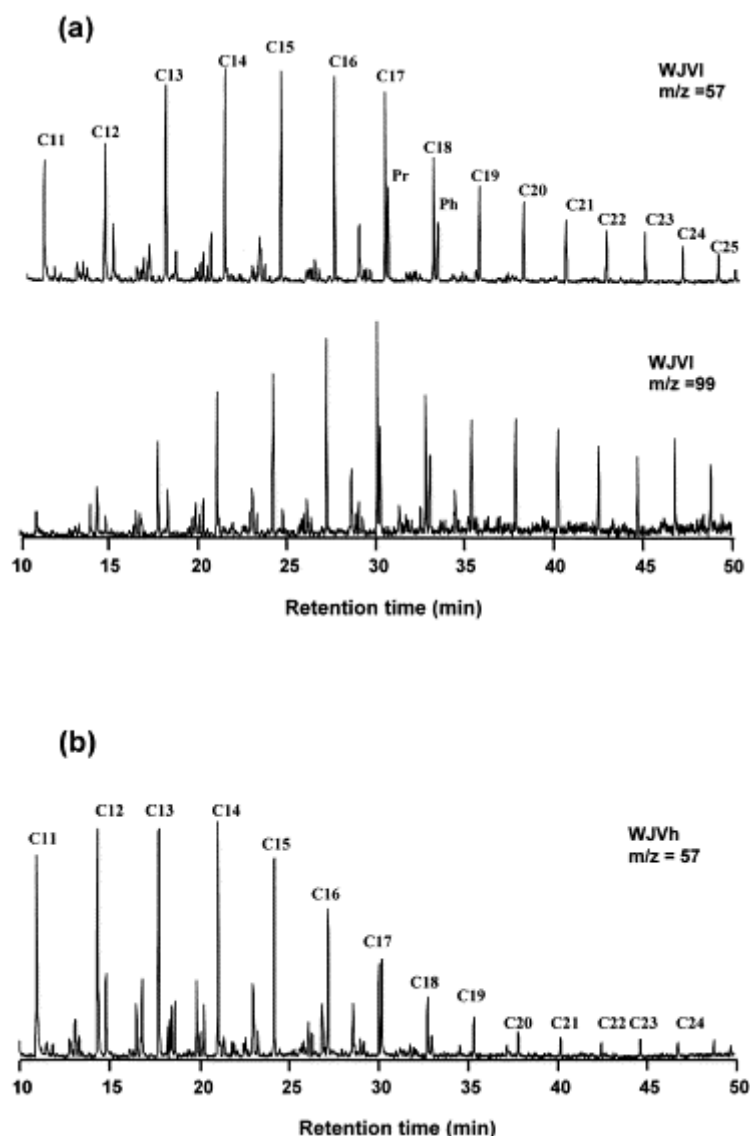 (a)
WJVI
m/z =57
C11 C12 C13 C14 C15 C16 C17 Pr C18 Ph C19 C20 C21 C22 C23 C24 C25
WJVI
m/z =99
10 15 20 25 30 35 40 45 50
Retention time (min)
(b)
WJVh
m/z = 57
C11 C12 C13 C14 C15 C16 C17 C18 C19 C20 C21 C22 C23 C24
10 15 20 25 30 35 40 45 50
Retention time (min)